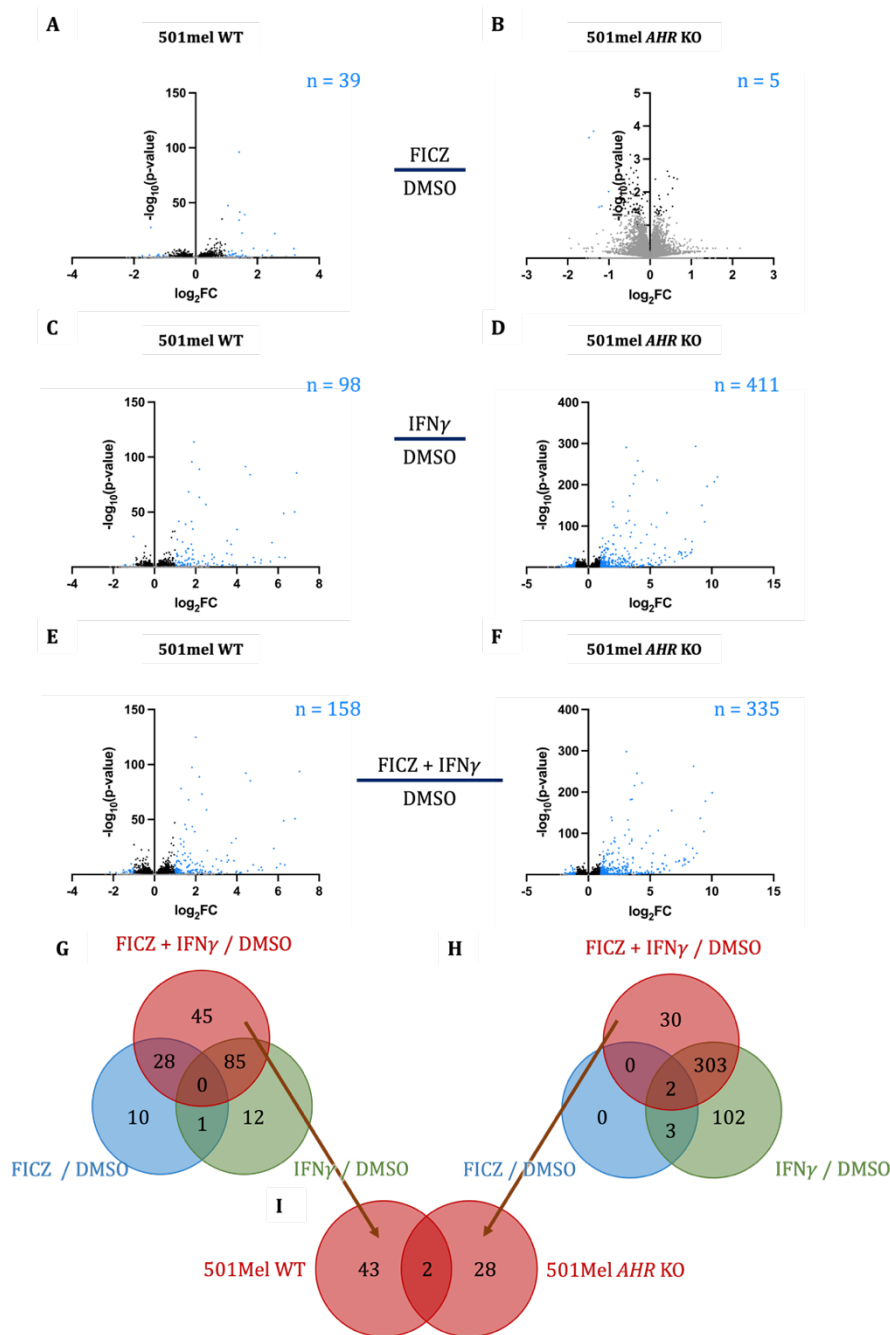 A
501mel WT
n = 39
150
100
50
-log10(p-value)
-4
-2
0
2
4
log2FC
FICZ
DMSO
B
501mel AHR KO
n = 5
5
4
3
2
1
-log10(p-value)
-3
-2
-1
0
1
2
3
log2FC
C
501mel WT
n = 98
150
100
50
-log10(p-value)
-4
-2
0
2
4
6
8
log2FC
IFNγ
DMSO
D
501mel AHR KO
n = 411
400
300
200
100
-log10(p-value)
-5
0
5
10
15
log2FC
E
501mel WT
n = 158
150
100
50
-log10(p-value)
-4
-2
0
2
4
6
8
log2FC
FICZ + IFNγ
DMSO
F
501mel AHR KO
n = 335
400
300
200
100
-log10(p-value)
-5
0
5
10
15
log2FC
G
FICZ + IFNγ / DMSO
45
28
85
0
10
1
12
FICZ / DMSO
IFNγ / DMSO
H
FICZ + IFNγ / DMSO
30
0
303
2
0
3
102
FICZ / DMSO
IFNγ / DMSO
I
501Mel WT
43
2
28
501Mel AHR KO